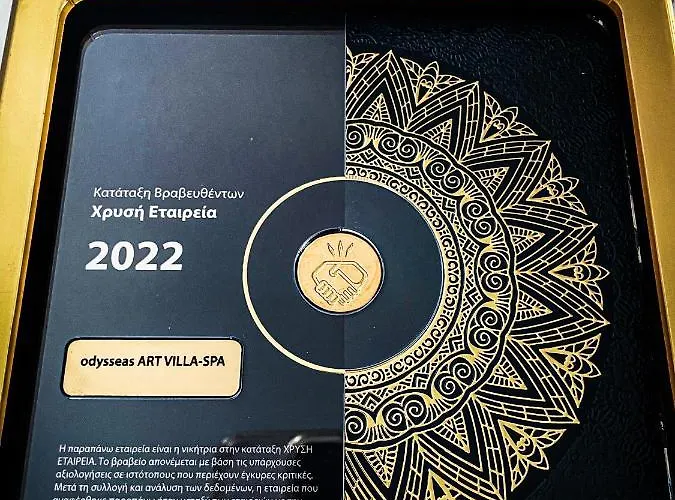 Κατάταξη Βραβευθέντων
Χρυσή Εταιρεία
2022
odysseas ART VILLA-SPA
Η παραπάνω εταιρεία είναι η νικήτρια στην κατάταξη ΧΡΥΣΗ
ΕΤΑΙΡΕΙΑ. Το βραβείο απονέμεται με βάση τις υπάρχουσες
αξιολογήσεις σε ιστότοπους που περιέχουν έγκυρες κριτικές.
Μετά τη συλλογή και ανάλυση των δεδομένων, η εταιρεία που